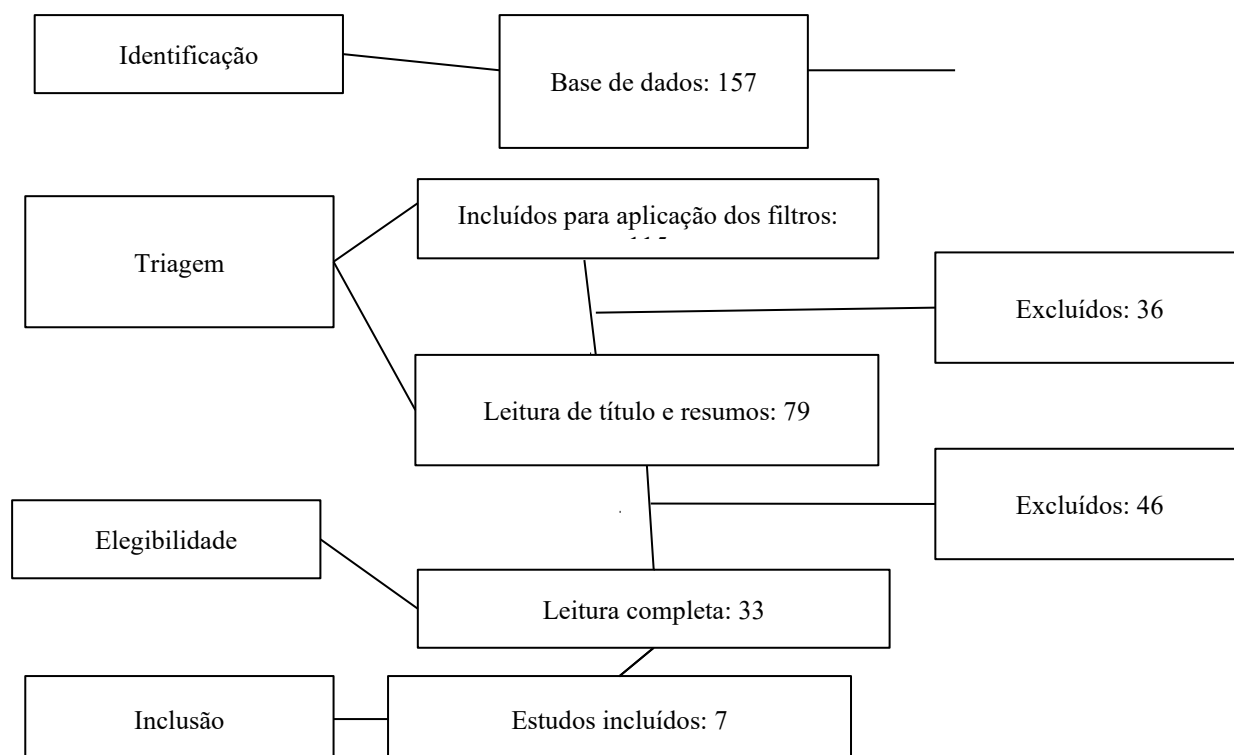 Identificação
Base de dados: 157
Incluídos para aplicação dos filtros:
Triagem
Excluídos: 36
Leitura de título e resumos: 79
Excluídos: 46
Elegibilidade
Leitura completa: 33
Inclusão
Estudos incluídos: 7